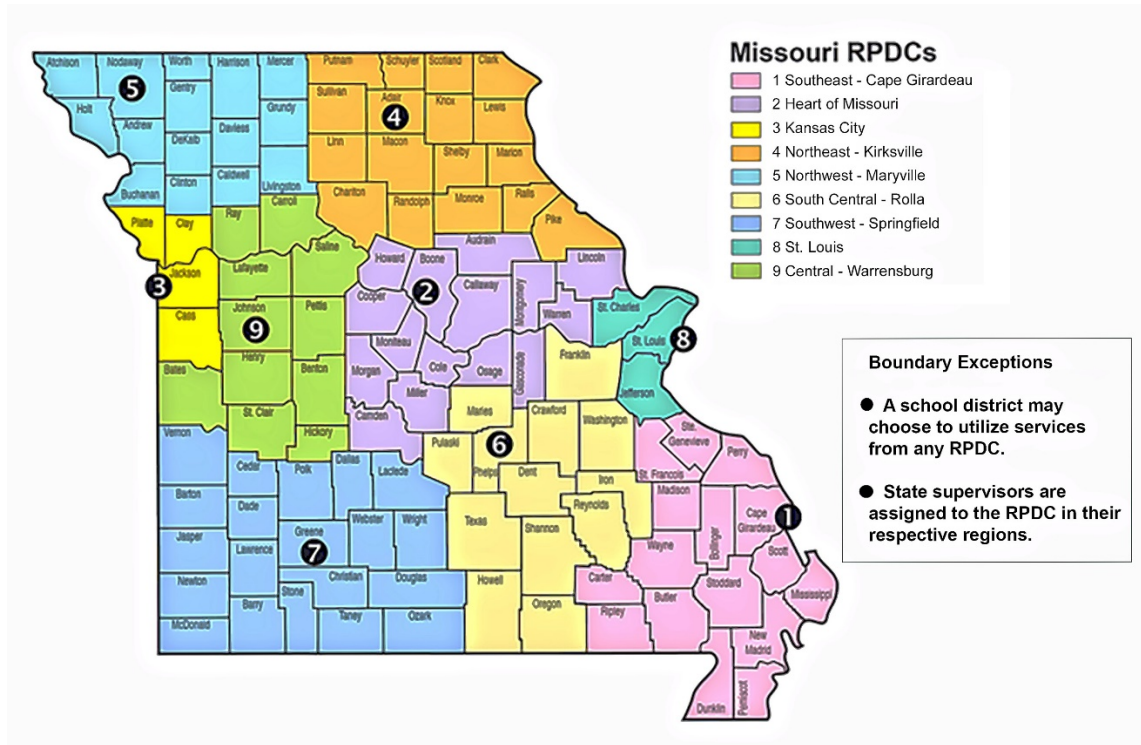 Missouri RPDCs
1 Southeast - Cape Girardeau
2 Heart of Missouri
3 Kansas City
4 Northeast - Kirksville
5 Northwest - Maryville
6 South Central - Rolla
7 Southwest - Springfield
8 St. Louis
9 Central - Warrensburg
Boundary Exceptions
● A school district may
choose to utilize services
from any RPDC.
● State supervisors are
assigned to the RPDC in their
respective regions.
Atchison
Nodaway
Worth
Harrison
Mercer
Putnam
Schuyler
Scotland
Clark
5
Gentry
Sullivan
Adair
Knox
Lewis
Holt
Grundy
4
Andrew
Daviess
DeKalb
Linn
Macon
Shelby
Marion
Buchanan
Clinton
Caldwell
Livingston
Chariton
Randolph
Monroe
Ralls
Carroll
Platte
Clay
Ray
Pike
Saline
Audrain
Howard
Boone
Lincoln
Jackson
Lafayette
3
Cooper
2
Callaway
Montgomery
Warren
St. Charles
Cass
Johnson
Pettis
9
Moniteau
St. Louis
8
Henry
Franklin
Bates
Benton
Morgan
Cole
Osage
Gasconade
Miller
Jefferson
St. Clair
Camden
Maries
Crawford
Washington
Vernon
Hickory
Pulaski
6
Ste.
Genevieve
Cedar
Polk
Dallas
Laclede
Phelps
Dent
Perry
St. Francois
Iron
Madison
Barton
Dade
Reynolds
Bollinger
Cape
Girardeau
1
Greene
Webster
Wright
Texas
Shannon
Jasper
Lawrence
7
Wayne
Scott
Newton
Christian
Douglas
Howell
Carter
Stoddard
Stone
Mississippi
Barry
Oregon
Ripley
Butler
McDonald
Taney
Ozark
New
Madrid
Dunklin
Pemiscot